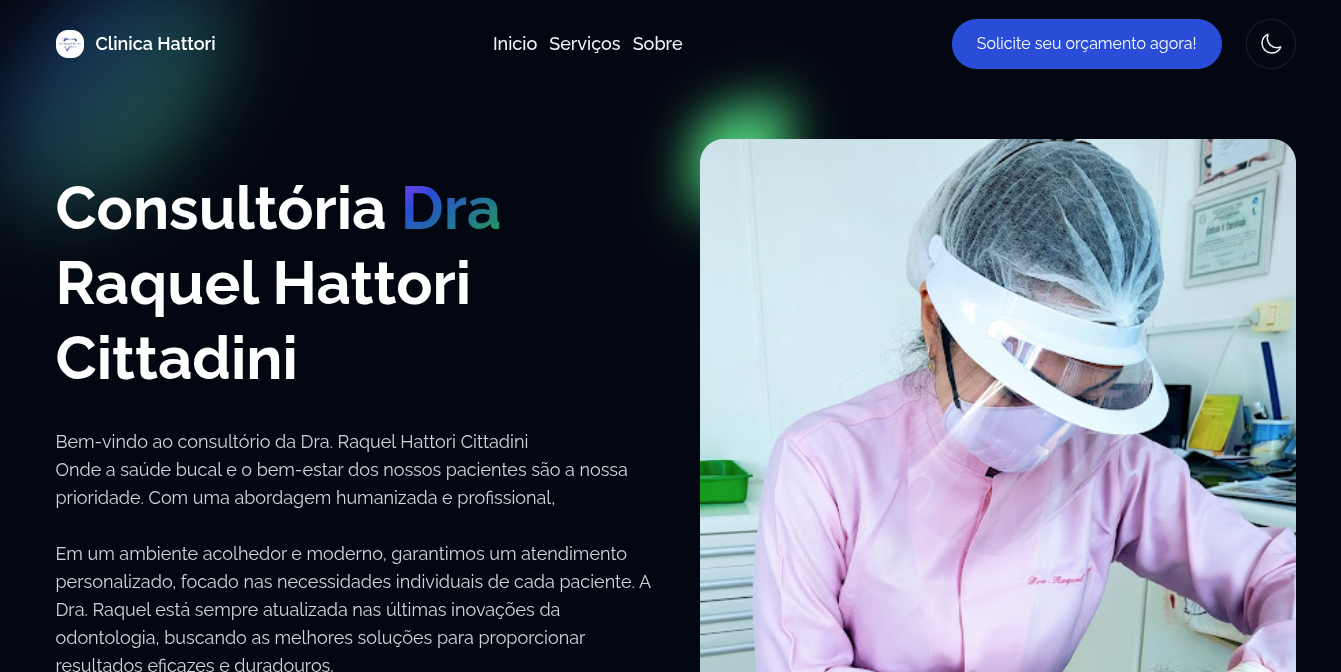 Clinica Hattori
Inicio Serviços Sobre
Solicite seu orçamento agora!
Consultória Dra
Raquel Hattori
Cittadini
Bem-vindo ao consultório da Dra. Raquel Hattori Cittadini
Onde a saúde bucal e o bem-estar dos nossos pacientes são a nossa
prioridade. Com uma abordagem humanizada e profissional,
Em um ambiente acolhedor e moderno, garantimos um atendimento
personalizado, focado nas necessidades individuais de cada paciente. A
Dra. Raquel está sempre atualizada nas últimas inovações da
odontologia, buscando as melhores soluções para proporcionar
resultados eficazes e duradouros.
Dra. Raquel